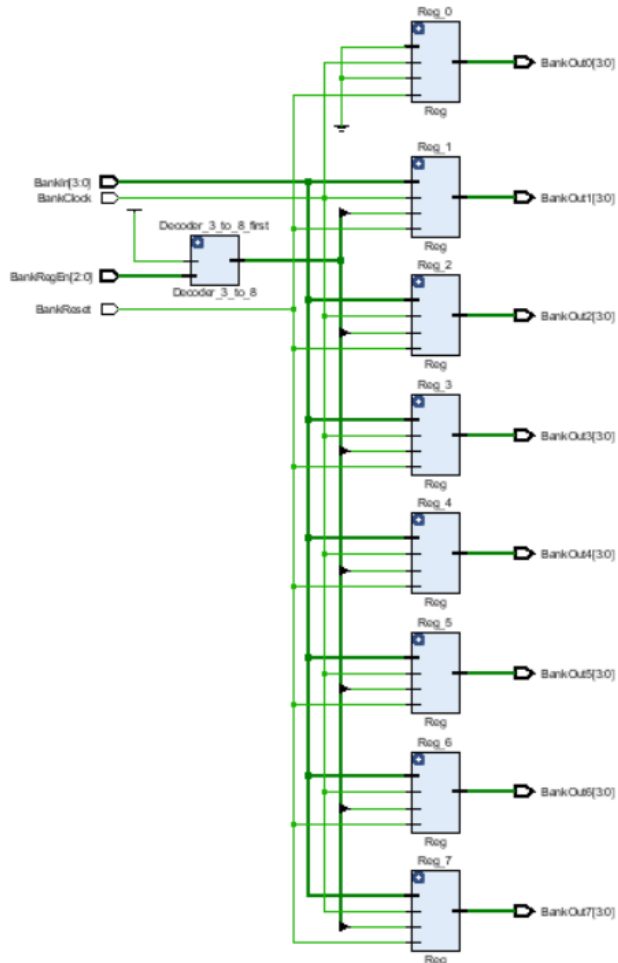 Reg_0
BankOut0[3:0]
Reg
Reg_1
BankIn[3:0]
BankClock
BankOut1[3:0]
Decoder_3_to_8_first
Reg
BankRegEn[2:0]
Reg_2
Decoder_3_to_8
BankReset
BankOut2[3:0]
Reg
Reg_3
BankOut3[3:0]
Reg
Reg_4
BankOut4[3:0]
Reg
Reg_5
BankOut5[3:0]
Reg
Reg_6
BankOut6[3:0]
Reg
Reg_7
BankOut7[3:0]
Reg